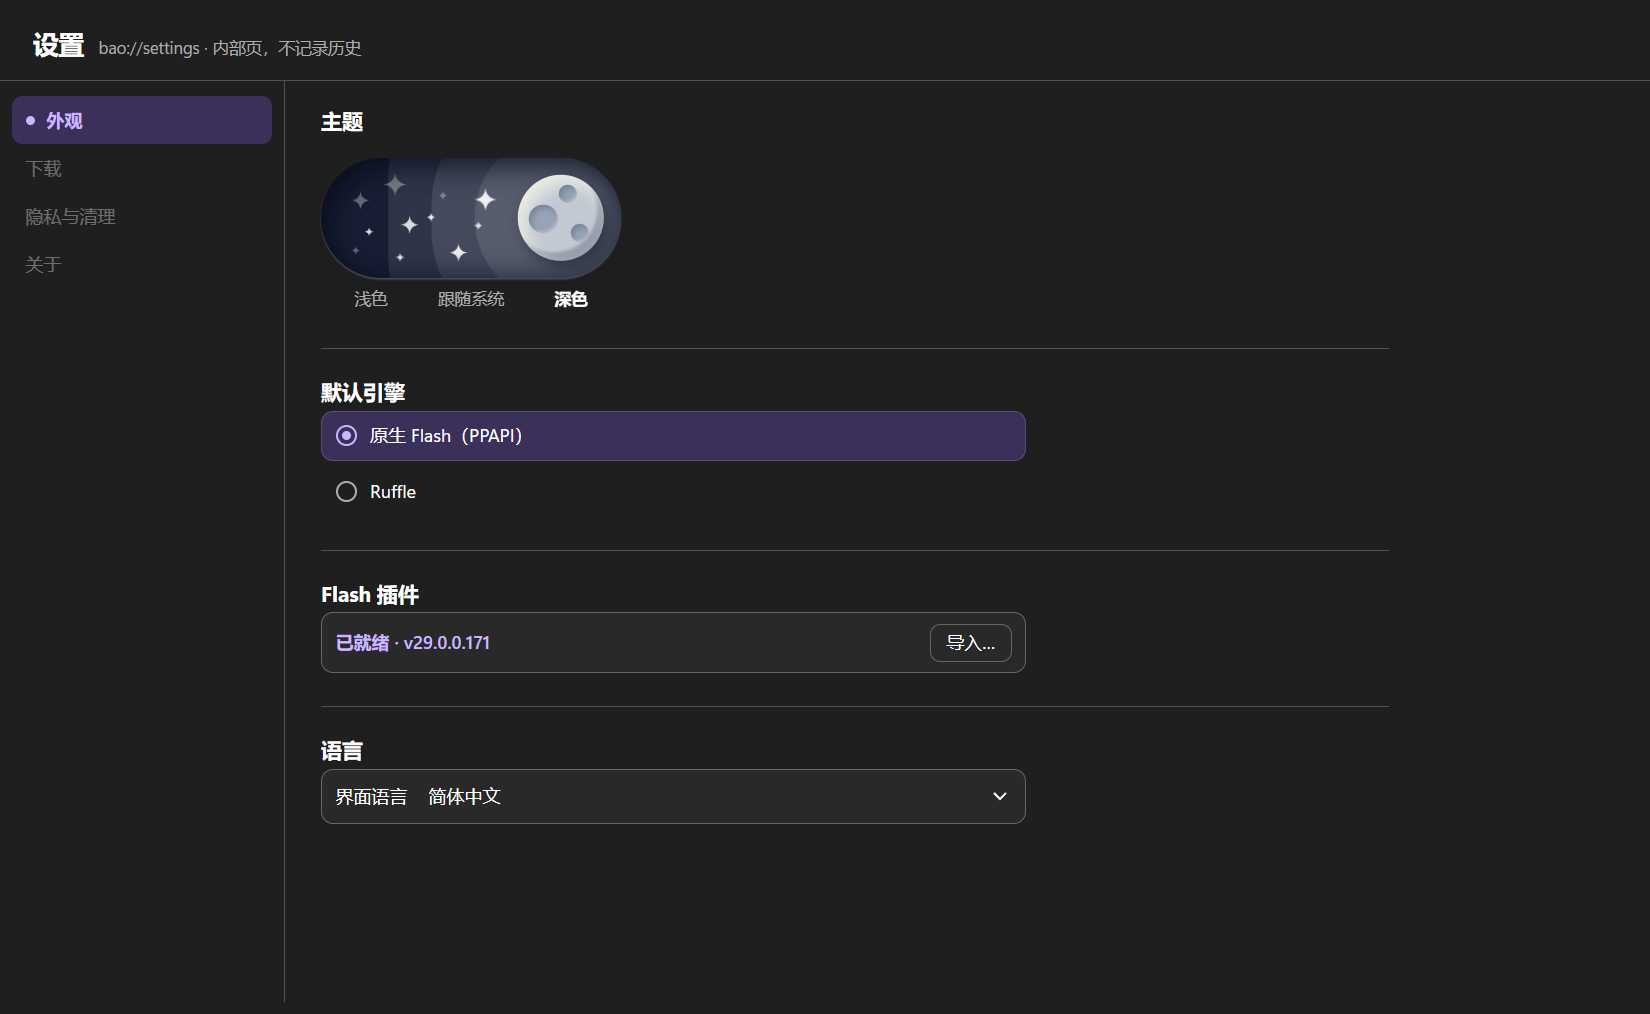 设置 bao://settings · 内部页，不记录历史
外观
下载
隐私与清理
关于
主题
浅色 跟随系统 深色
默认引擎
原生 Flash（PPAPI）
Ruffle
Flash 插件
已就绪 · v29.0.0.171 导入...
语言
界面语言 简体中文